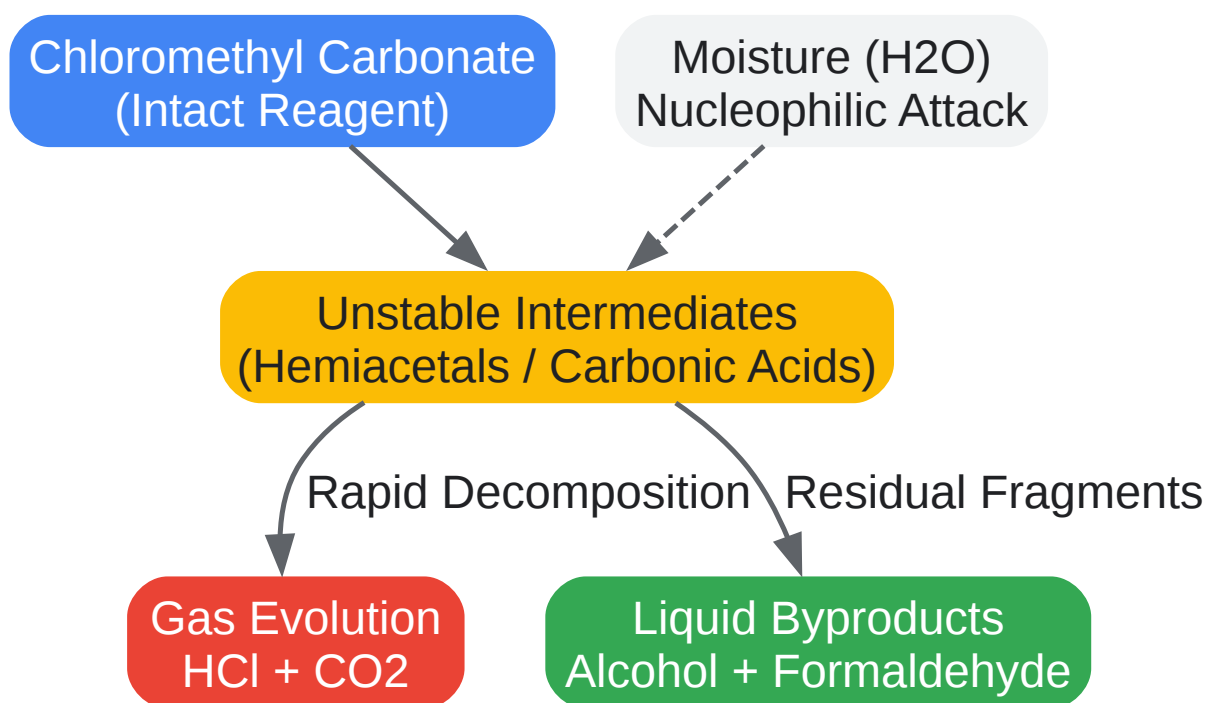 Chloromethyl Carbonate
(Intact Reagent)
Moisture (H2O)
Nucleophilic Attack
Unstable Intermediates
(Hemiacetals / Carbonic Acids)
Rapid Decomposition
Residual Fragments
Gas Evolution
HCl + CO2
Liquid Byproducts
Alcohol + Formaldehyde